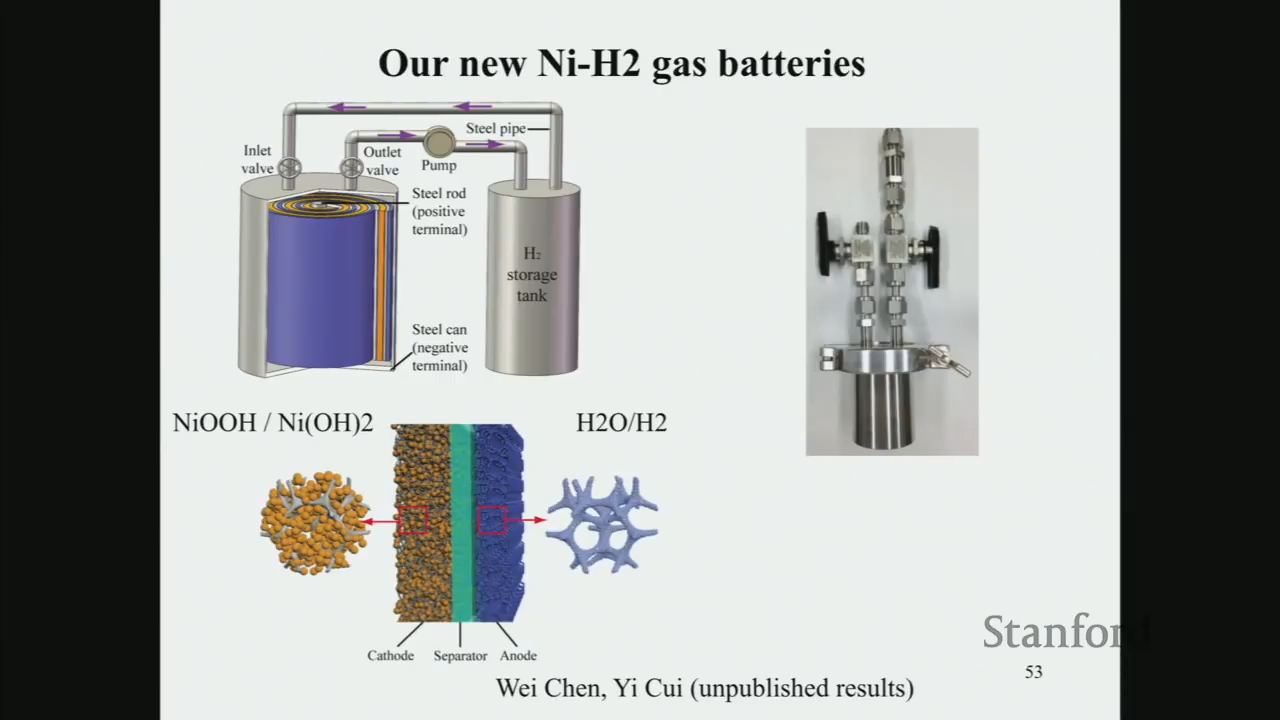 Our new Ni-H2 gas batteries
Steel pipe
Inlet
valve
Outlet
valve
Pump
Steel rod
(positive
terminal)
H₂
storage
tank
Steel can
(negative
terminal)
NiOOH / Ni(OH)2
H2O/H2
Cathode
Separator
Anode
Stanford
53
Wei Chen, Yi Cui (unpublished results)